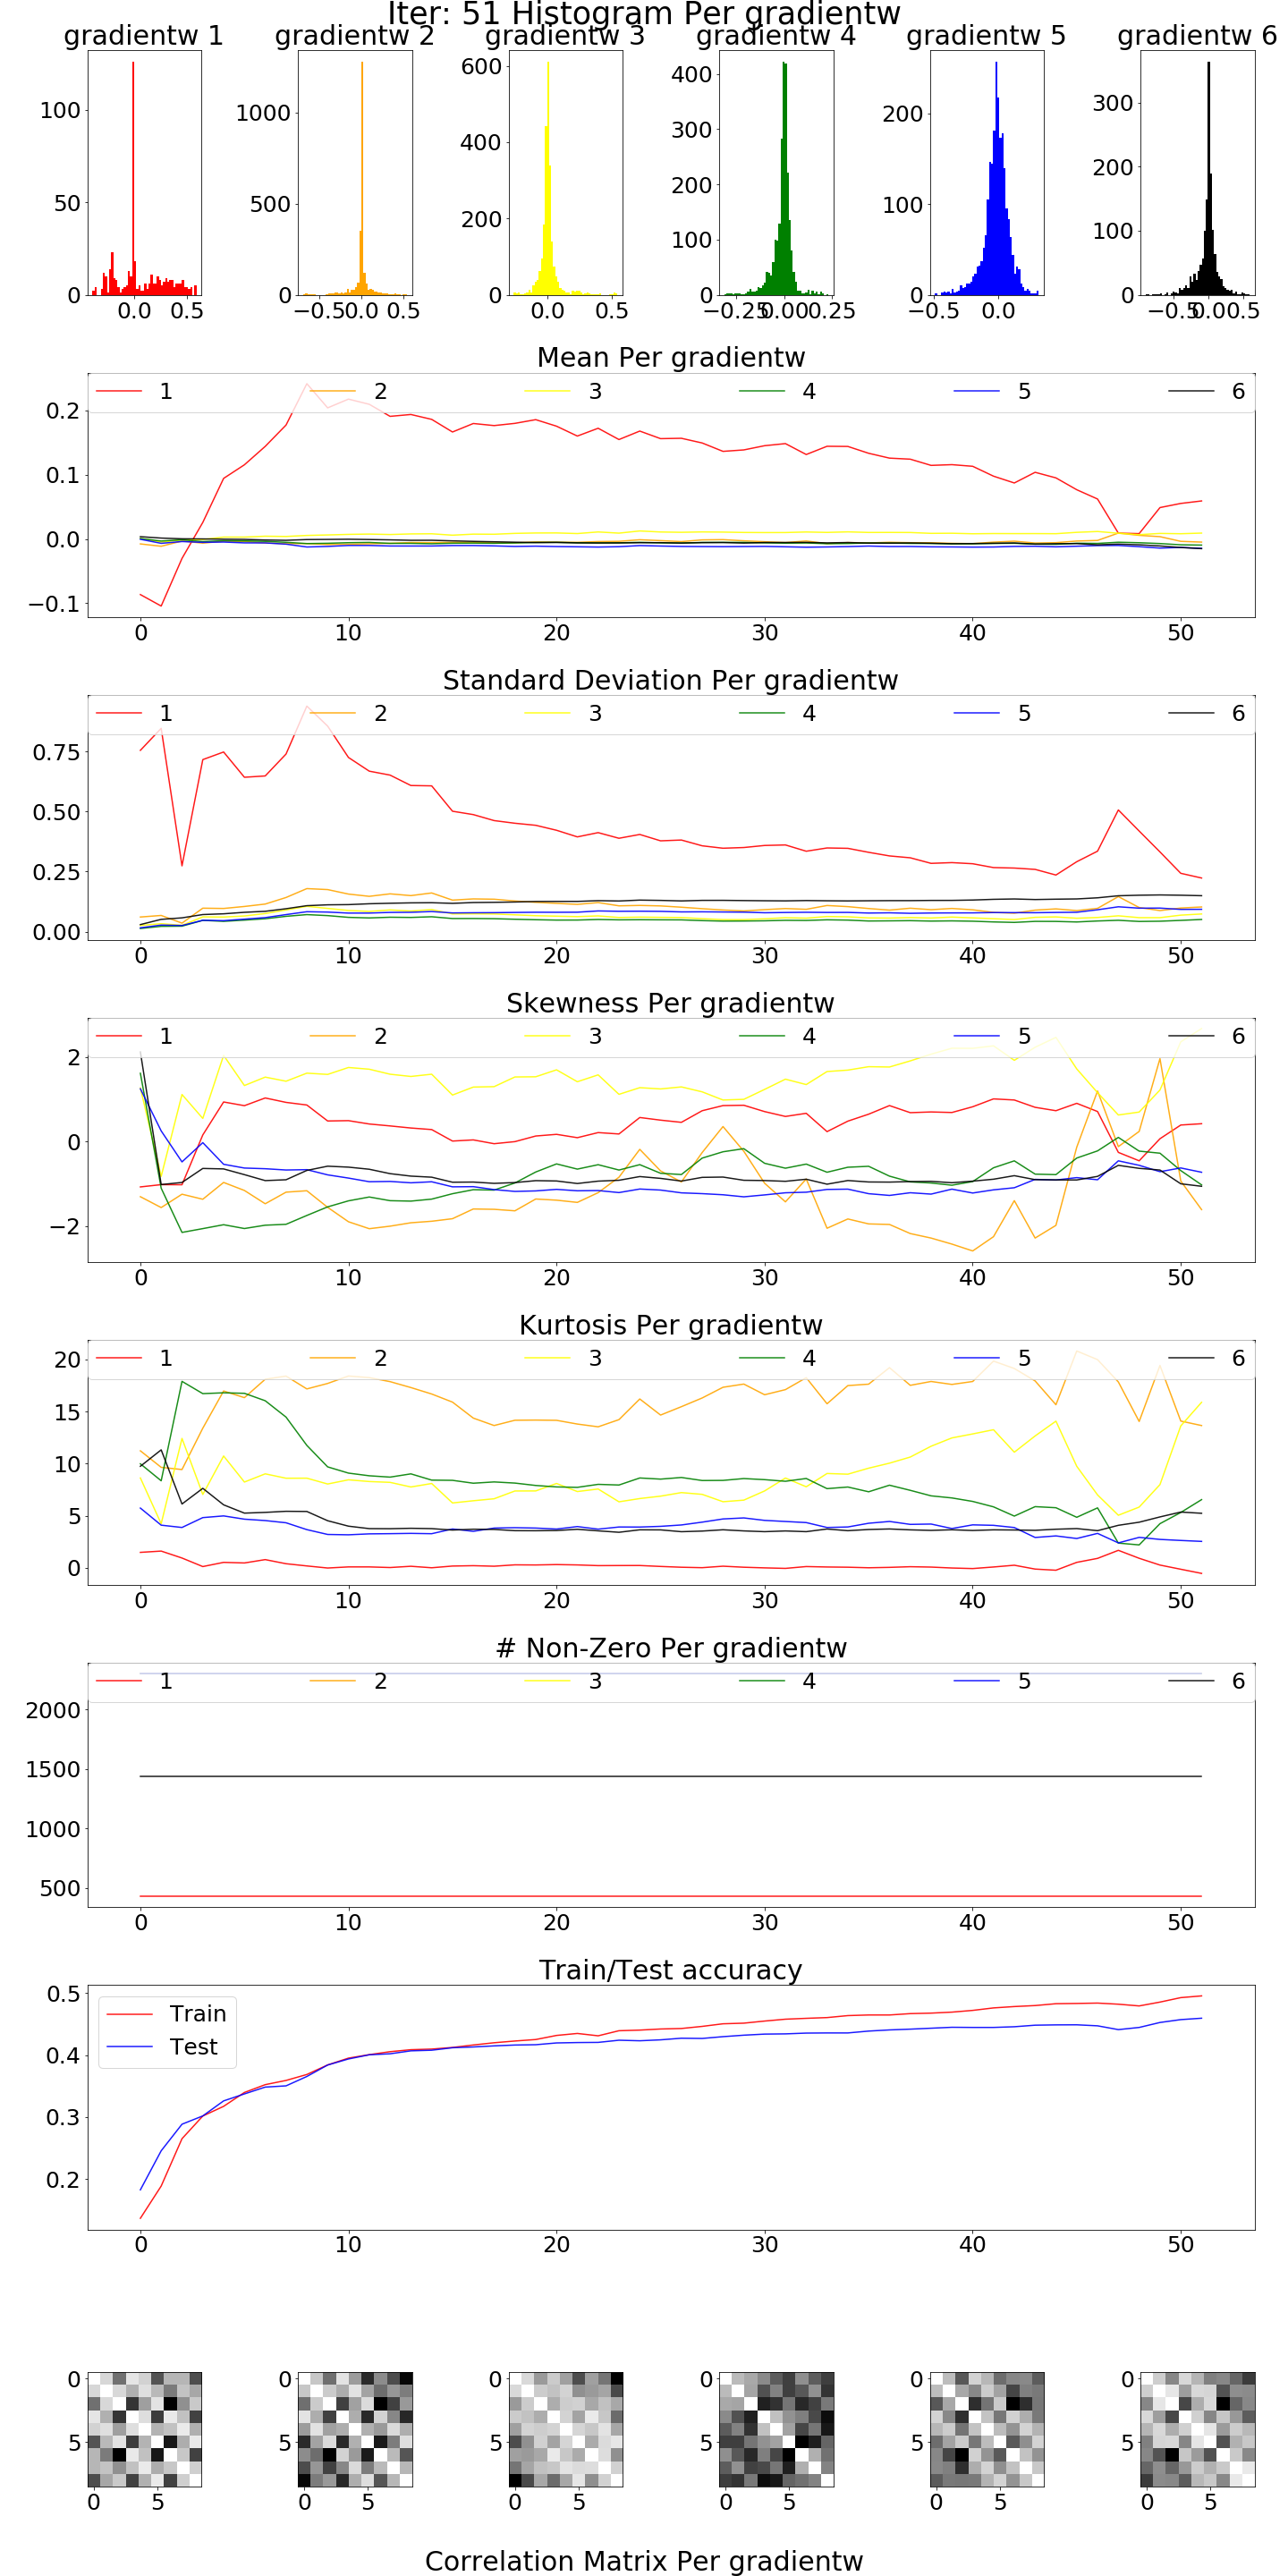 Iter: 51 Histogram Per gradientw
gradientw 1 gradientw 2 gradientw 3 gradientw 4 gradientw 5 gradientw 6
100
50
0
0.0 0.5
1000
500
0
−0.5 0.0 0.5
600
400
200
0
0.0 0.5
400
300
200
100
0
−0.25 0.00 0.25
200
100
0
−0.5 0.0
300
200
100
0
−0.5 0.0 0.5
Mean Per gradientw
1 2 3 4 5 6
0.2
0.1
0.0
−0.1
0 10 20 30 40 50
Standard Deviation Per gradientw
1 2 3 4 5 6
0.75
0.50
0.25
0.00
0 10 20 30 40 50
Skewness Per gradientw
1 2 3 4 5 6
2
0
−2
0 10 20 30 40 50
Kurtosis Per gradientw
1 2 3 4 5 6
20
15
10
5
0
0 10 20 30 40 50
# Non-Zero Per gradientw
1 2 3 4 5 6
2000
1500
1000
500
0 10 20 30 40 50
Train/Test accuracy
Train
Test
0.5
0.4
0.3
0.2
0 10 20 30 40 50
0 0 0 0 0 0
5 5 5 5 5 5
0 5 0 5 0 5 0 5 0 5 0 5
Correlation Matrix Per gradientw